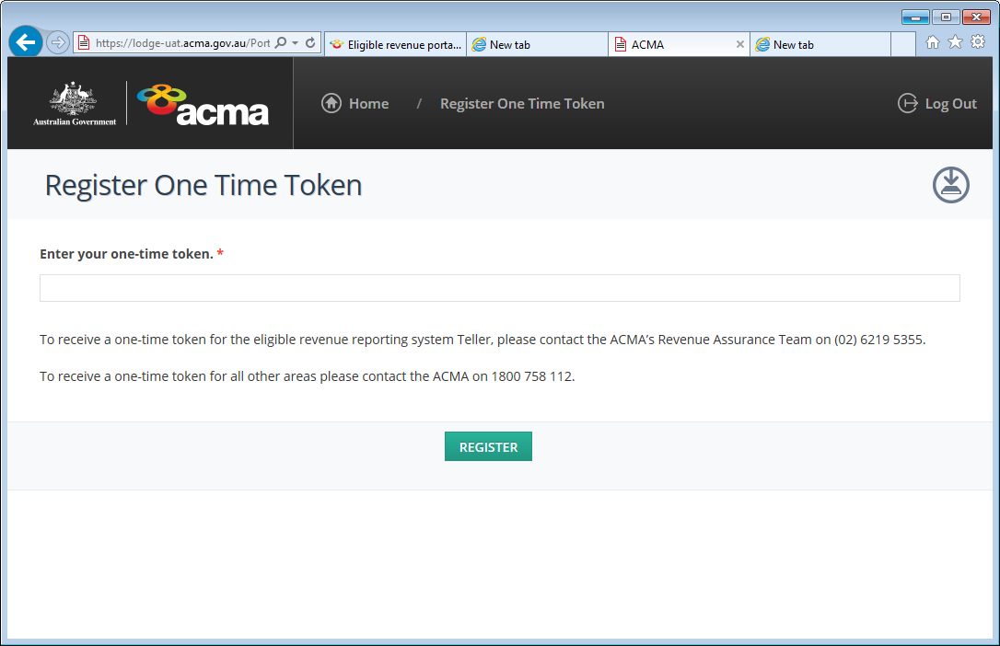 https://lodge-uat.acma.gov.au/Port
Eligible revenue porta...
New tab
ACMA
New tab
Australian Government
acma
Home / Register One Time Token
Log Out
Register One Time Token
Enter your one-time token. *
To receive a one-time token for the eligible revenue reporting system Teller, please contact the ACMA’s Revenue Assurance Team on (02) 6219 5355.
To receive a one-time token for all other areas please contact the ACMA on 1800 758 112.
REGISTER